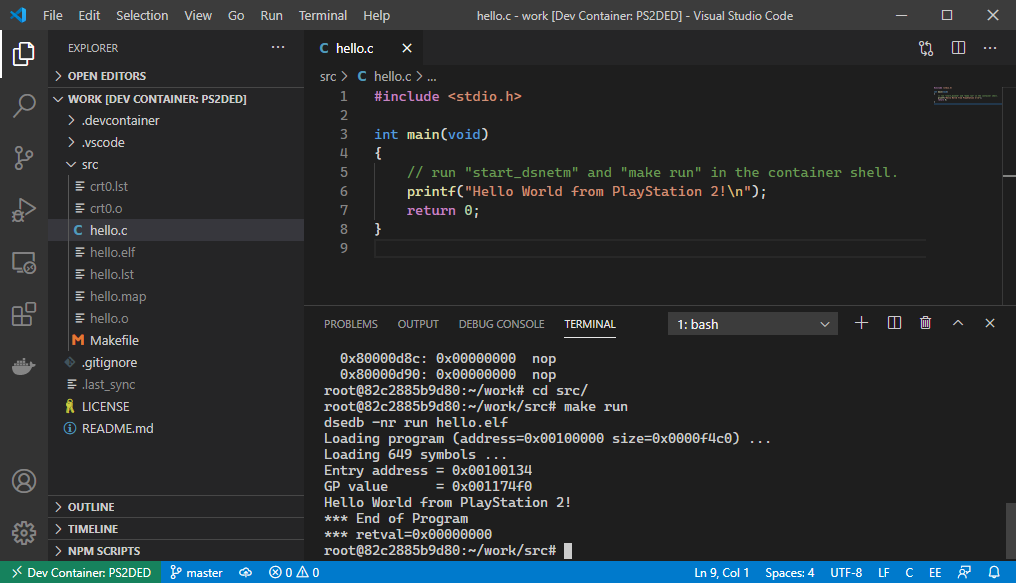 File Edit Selection View Go Run Terminal Help hello.c - work [Dev Container: PS2DED] - Visual Studio Code
EXPLORER
OPEN EDITORS
WORK [DEV CONTAINER: PS2DED]
.devcontainer
.vscode
src
crt0.lst
crt0.o
hello.c
hello.elf
hello.lst
hello.map
hello.o
Makefile
.gitignore
.last_sync
LICENSE
README.md
OUTLINE
TIMELINE
NPM SCRIPTS
C hello.c
src > C hello.c > ...
1 #include <stdio.h>
2
3 int main(void)
4 {
5 // run "start_dsnetm" and "make run" in the container shell.
6 printf("Hello World from PlayStation 2!\n");
7 return 0;
8 }
9
PROBLEMS OUTPUT DEBUG CONSOLE TERMINAL 1: bash
0x80000d8c: 0x00000000 nop
0x80000d90: 0x00000000 nop
root@82c2885b9d80:~/work# cd src/
root@82c2885b9d80:~/work/src# make run
dsedb -nr run hello.elf
Loading program (address=0x00100000 size=0x0000f4c0) ...
Loading 649 symbols ...
Entry address = 0x00100134
GP value      = 0x001174f0
Hello World from PlayStation 2!
*** End of Program
*** retval=0x00000000
root@82c2885b9d80:~/work/src#
Dev Container: PS2DED master 0 0 Ln 9, Col 1 Spaces: 4 UTF-8 LF C EE